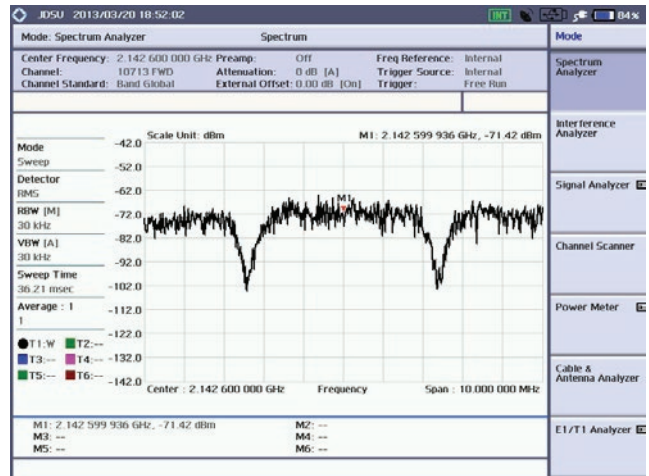 JDSU 2013/03/20 18:52:02 INT 84%
Mode: Spectrum Analyzer Spectrum Mode
Center Frequency: 2.142 600 000 GHz Preamp: Off Freq Reference: Internal
Channel: 10713 FWD Attenuation: 0 dB [A] Trigger Source: Internal
Channel Standard: Band Global External Offset: 0.00 dB [On] Trigger: Free Run
Spectrum
Analyzer
Interference
Analyzer
Signal Analyzer
Channel Scanner
Power Meter
Cable &
Antenna Analyzer
E1/T1 Analyzer
Mode
Sweep
Detector
RMS
RBW [M]
30 kHz
VBW [A]
30 kHz
Sweep Time
36.21 msec
Average : 1
1
T1:W T2:--
T3:-- T4:--
T5:-- T6:--
Scale Unit: dBm M1: 2.142 599 936 GHz, -71.42 dBm
-42.0
-52.0
-62.0
-72.0
-82.0
-92.0
-102.0
-112.0
-122.0
-132.0
-142.0
M1
Center : 2.142 600 000 GHz Frequency Span : 10.000 000 MHz
M1: 2.142 599 936 GHz, -71.42 dBm M2: --
M3: -- M4: --
M5: -- M6: --